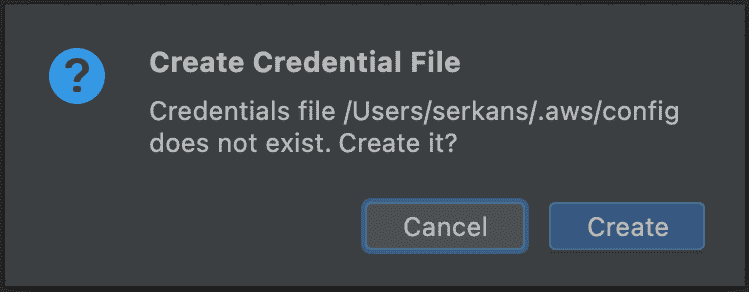 ?
Create Credential File
Credentials file /Users/serkans/.aws/config
does not exist. Create it?
Cancel
Create